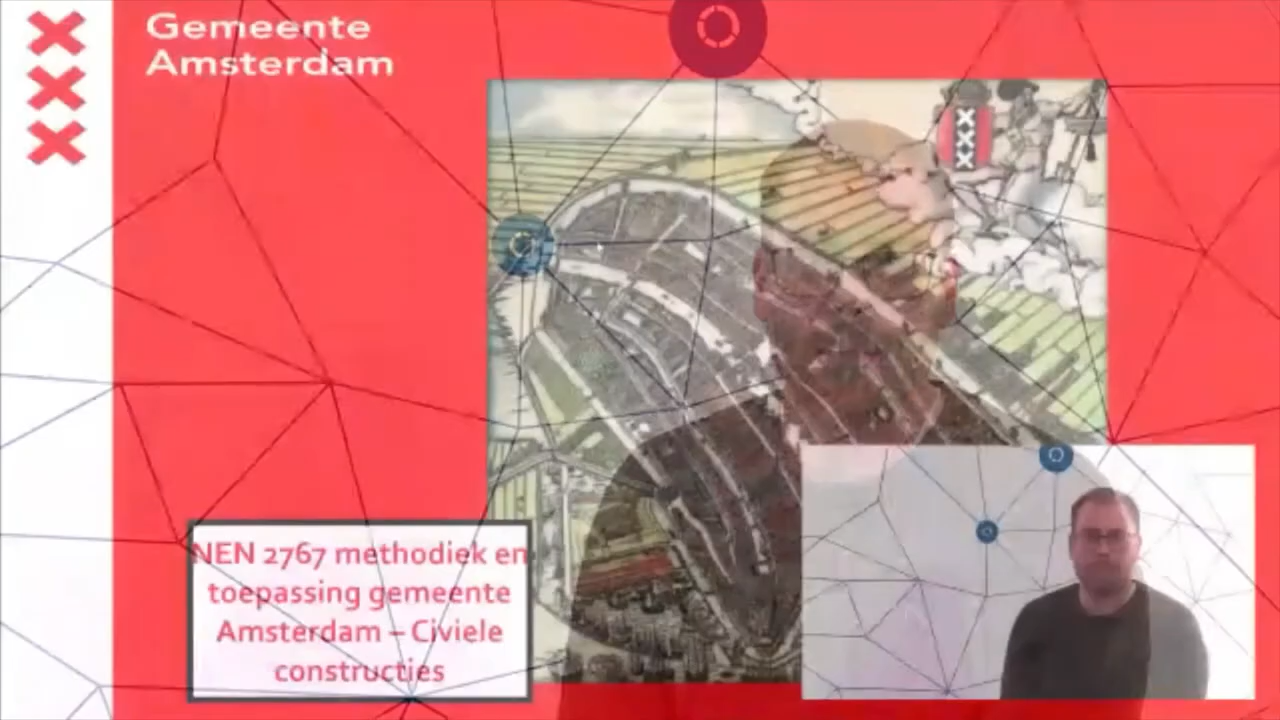 Gemeente
Amsterdam
NEN 2767 methodiek en
toepassing gemeente
Amsterdam – Civiele
constructies